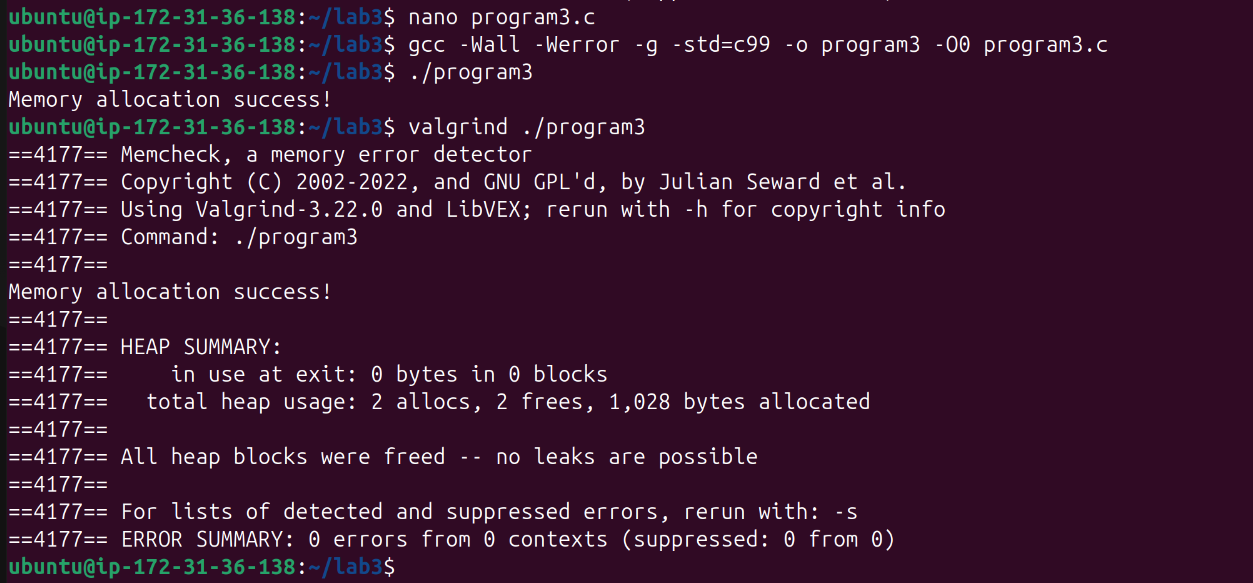 ubuntu@ip-172-31-36-138:~/lab3$ nano program3.c
ubuntu@ip-172-31-36-138:~/lab3$ gcc -Wall -Werror -g -std=c99 -o program3 -O0 program3.c
ubuntu@ip-172-31-36-138:~/lab3$ ./program3
Memory allocation success!
ubuntu@ip-172-31-36-138:~/lab3$ valgrind ./program3
==4177== Memcheck, a memory error detector
==4177== Copyright (C) 2002-2022, and GNU GPL'd, by Julian Seward et al.
==4177== Using Valgrind-3.22.0 and LibVEX; rerun with -h for copyright info
==4177== Command: ./program3
==4177==
Memory allocation success!
==4177==
==4177== HEAP SUMMARY:
==4177==     in use at exit: 0 bytes in 0 blocks
==4177==   total heap usage: 2 allocs, 2 frees, 1,028 bytes allocated
==4177==
==4177== All heap blocks were freed -- no leaks are possible
==4177==
==4177== For lists of detected and suppressed errors, rerun with: -s
==4177== ERROR SUMMARY: 0 errors from 0 contexts (suppressed: 0 from 0)
ubuntu@ip-172-31-36-138:~/lab3$